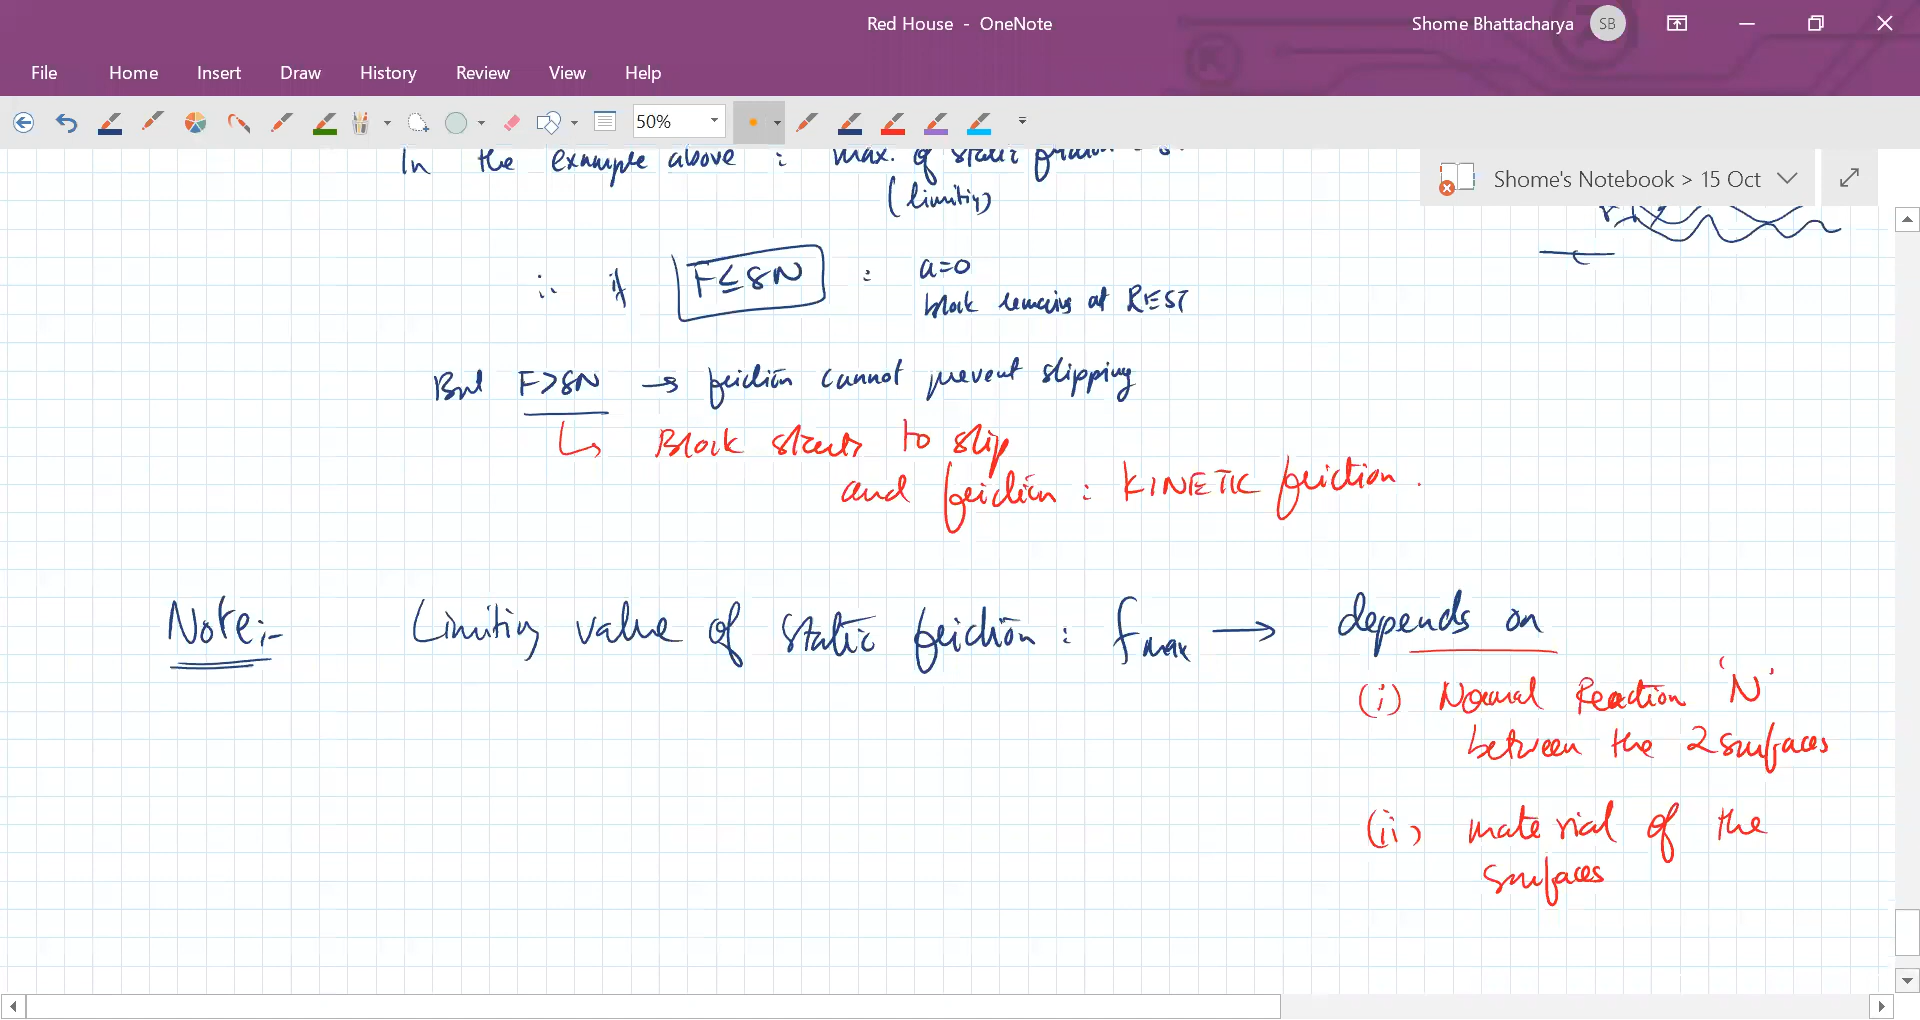 Red House - OneNote
Shome Bhattacharya
SB
File Home Insert Draw History Review View Help
50%
Shome's Notebook > 15 Oct
In the example above : max. of static friction
(limiting)
∴ if F≤8N : a=0
block remains at REST
But F>8N → friction cannot prevent slipping
↳ Block starts to slip
and friction : KINETIC friction.
Note:- Limiting value of static friction : fmax → depends on
(i) Normal Reaction 'N'
between the 2 surfaces
(ii) material of the
surfaces